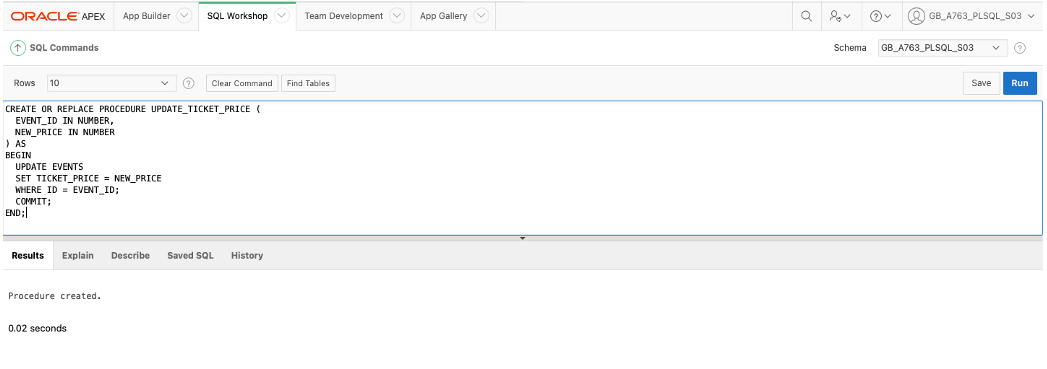 ORACLE APEX App Builder SQL Workshop Team Development App Gallery GB_A763_PLSQL_S03
SQL Commands Schema GB_A763_PLSQL_S03 ?
Rows 10 ? Clear Command Find Tables Save Run
CREATE OR REPLACE PROCEDURE UPDATE_TICKET_PRICE (
EVENT_ID IN NUMBER,
NEW_PRICE IN NUMBER
) AS
BEGIN
UPDATE EVENTS
SET TICKET_PRICE = NEW_PRICE
WHERE ID = EVENT_ID;
COMMIT;
END;
Results Explain Describe Saved SQL History
Procedure created.
0.02 seconds